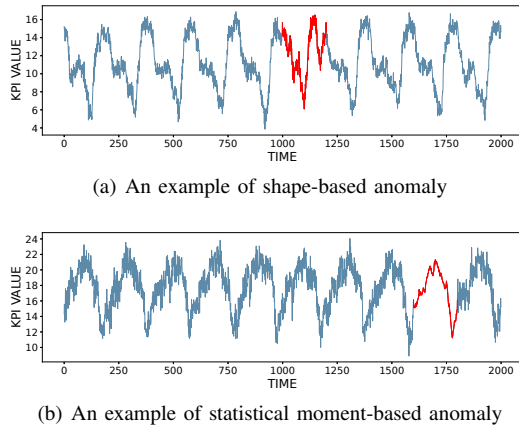 16
14
12
10
8
6
4
KPI VALUE
0 250 500 750 1000 1250 1500 1750 2000
TIME
(a) An example of shape-based anomaly
24
22
20
18
16
14
12
10
KPI VALUE
0 250 500 750 1000 1250 1500 1750 2000
TIME
(b) An example of statistical moment-based anomaly